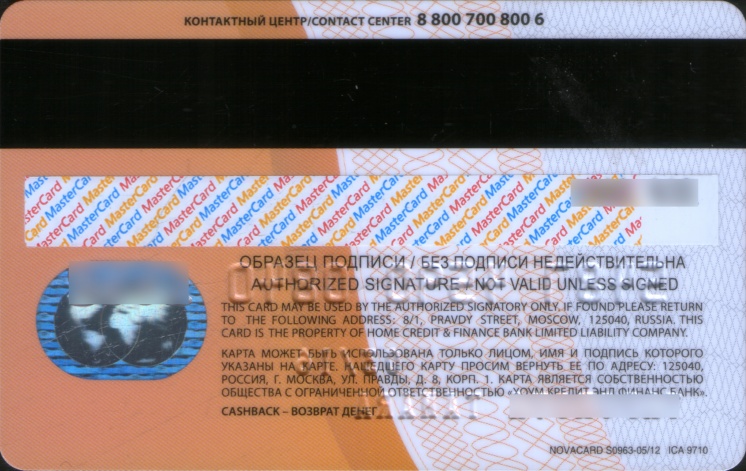 КОНТАКТНЫЙ ЦЕНТР/CONTACT CENTER 8 800 700 800 6
MasterCard MasterCard MasterCard MasterCard
ОБРАЗЕЦ ПОДПИСИ / БЕЗ ПОДПИСИ НЕДЕЙСТВИТЕЛЬНА
AUTHORIZED SIGNATURE / NOT VALID UNLESS SIGNED
THIS CARD MAY BE USED BY THE AUTHORIZED SIGNATORY ONLY. IF FOUND PLEASE RETURN
TO THE FOLLOWING ADDRESS: 8/1, PRAVDY STREET, MOSCOW, 125040, RUSSIA. THIS
CARD IS THE PROPERTY OF HOME CREDIT & FINANCE BANK LIMITED LIABILITY COMPANY.
КАРТА МОЖЕТ БЫТЬ ИСПОЛЬЗОВАНА ТОЛЬКО ЛИЦОМ, ИМЯ И ПОДПИСЬ КОТОРОГО
УКАЗАНЫ НА КАРТЕ. НАШЕДШЕГО КАРТУ ПРОСИМ ВЕРНУТЬ ЕЕ ПО АДРЕСУ: 125040,
РОССИЯ, Г. МОСКВА, УЛ. ПРАВДЫ, Д. 8, КОРП. 1. КАРТА ЯВЛЯЕТСЯ СОБСТВЕННОСТЬЮ
ОБЩЕСТВА С ОГРАНИЧЕННОЙ ОТВЕТСТВЕННОСТЬЮ «ХОУМ КРЕДИТ ЭНД ФИНАНС БАНК».
CASHBACK – ВОЗВРАТ ДЕНЕГ
NOVACARD S0963-05/12 ICA 9710